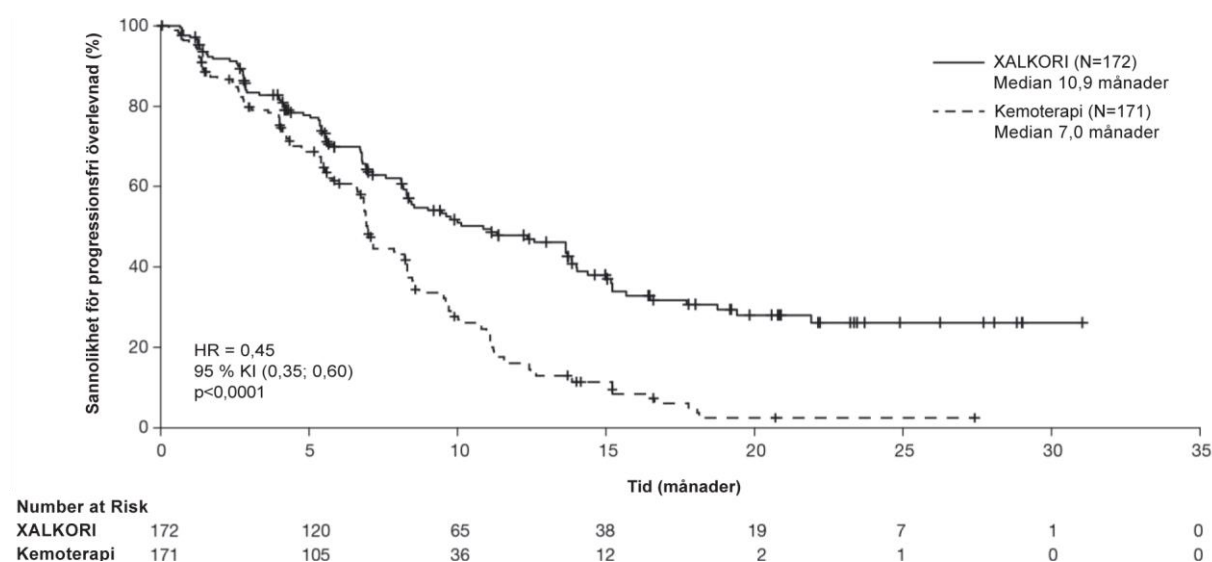 Sannolikhet för progressionsfri överlevnad (%)
100
80
60
40
20
0
XALKORI (N=172)
Median 10,9 månader
Kemoterapi (N=171)
Median 7,0 månader
HR = 0,45
95 % KI (0,35; 0,60)
p<0,0001
0 5 10 15 20 25 30 35
Tid (månader)
Number at Risk
XALKORI 172 120 65 38 19 7 1 0
Kemoterapi 171 105 36 12 2 1 0 0